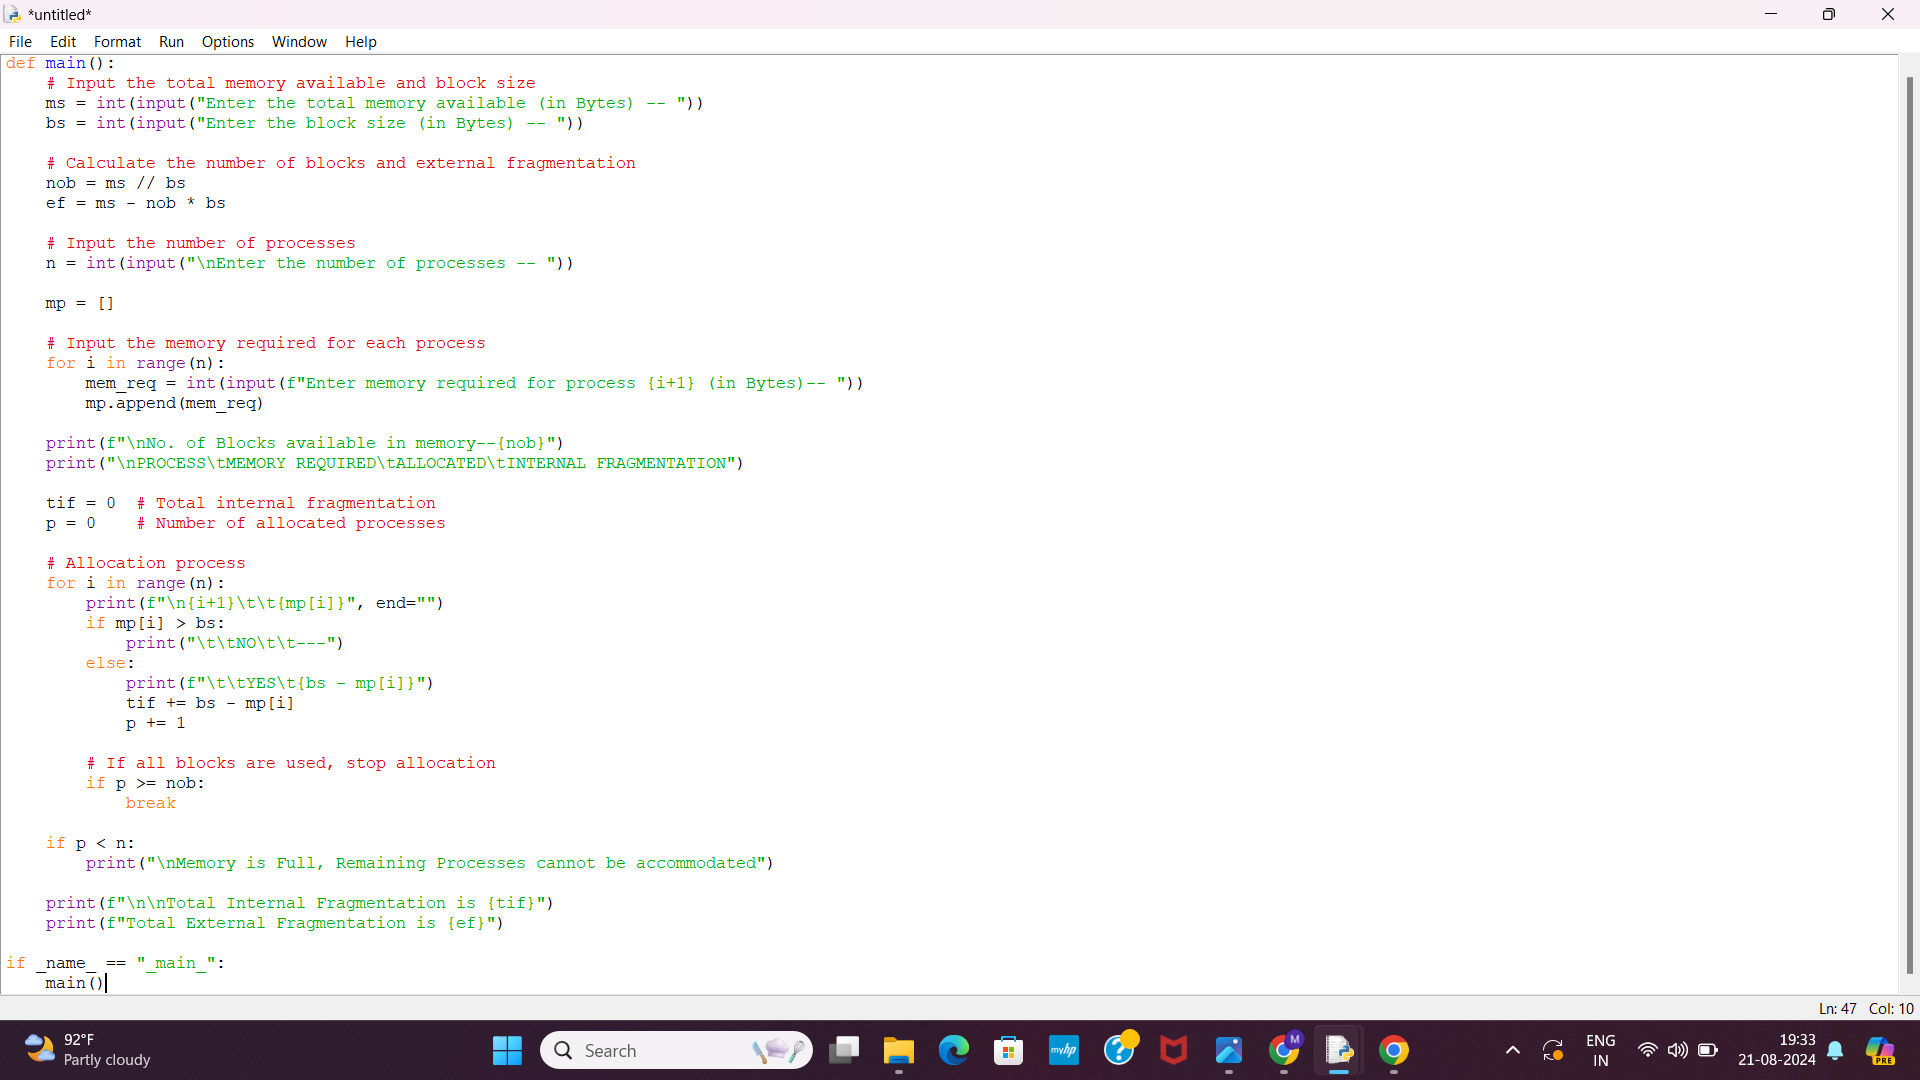 *untitled*
File Edit Format Run Options Window Help
def main():
    # Input the total memory available and block size
    ms = int(input("Enter the total memory available (in Bytes) -- "))
    bs = int(input("Enter the block size (in Bytes) -- "))

    # Calculate the number of blocks and external fragmentation
    nob = ms // bs
    ef = ms - nob * bs

    # Input the number of processes
    n = int(input("\nEnter the number of processes -- "))

    mp = []

    # Input the memory required for each process
    for i in range(n):
        mem_req = int(input(f"Enter memory required for process {i+1} (in Bytes)-- "))
        mp.append(mem_req)

    print(f"\nNo. of Blocks available in memory--{nob}")
    print("\nPROCESS\tMEMORY REQUIRED\tALLOCATED\tINTERNAL FRAGMENTATION")

    tif = 0  # Total internal fragmentation
    p = 0    # Number of allocated processes

    # Allocation process
    for i in range(n):
        print(f"\n{i+1}\t\t{mp[i]}", end="")
        if mp[i] > bs:
            print("\t\tNO\t\t---")
        else:
            print(f"\t\tYES\t{bs - mp[i]}")
            tif += bs - mp[i]
            p += 1

        # If all blocks are used, stop allocation
        if p >= nob:
            break

    if p < n:
        print("\nMemory is Full, Remaining Processes cannot be accommodated")

    print(f"\n\nTotal Internal Fragmentation is {tif}")
    print(f"Total External Fragmentation is {ef}")

if _name_ == "_main_":
    main()
Ln: 47 Col: 10
92°F
Partly cloudy
Search
myhp
M
ENG
IN
19:33
21-08-2024
PRE